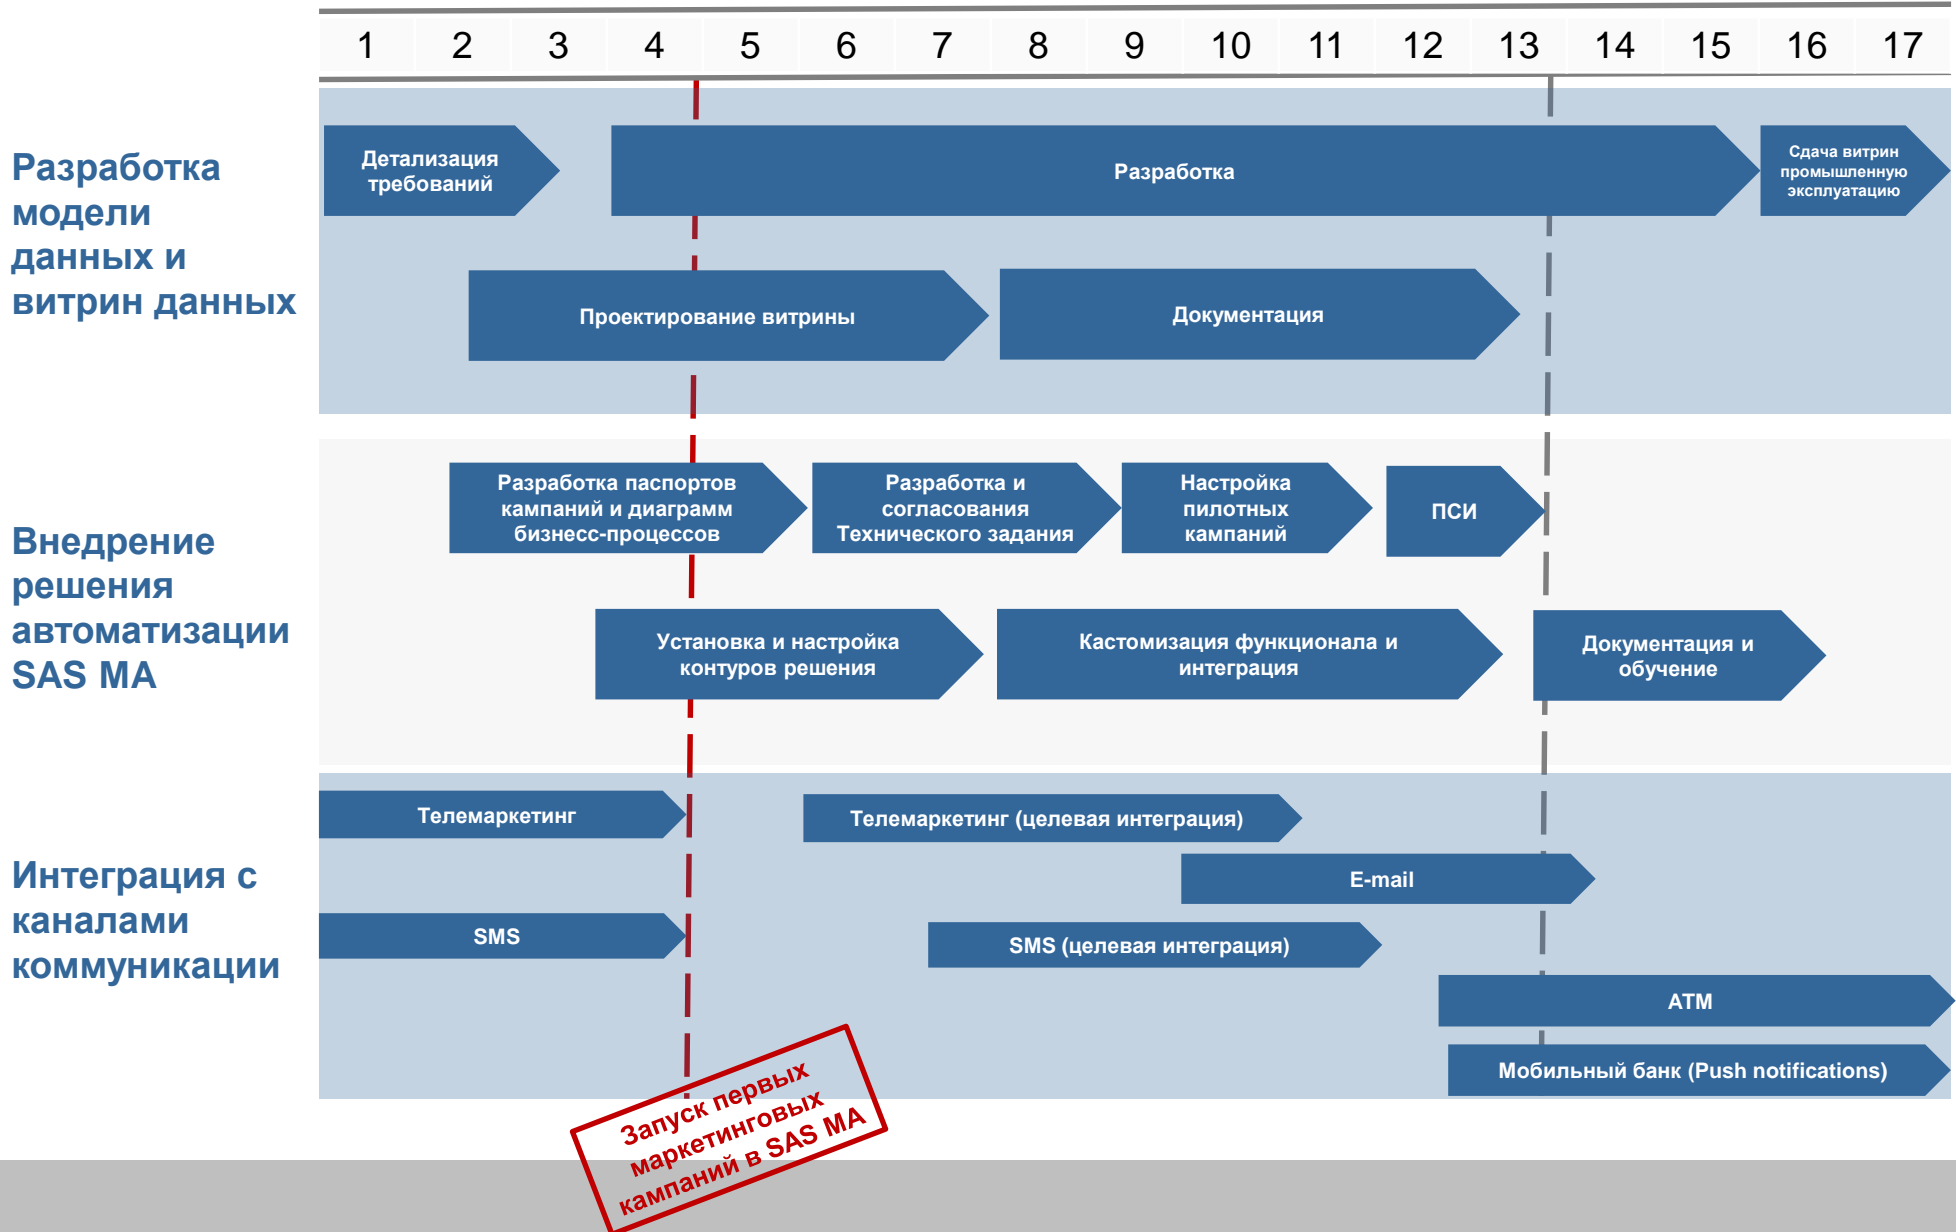 1 2 3 4 5 6 7 8 9 10 11 12 13 14 15 16 17
Разработка
модели
данных и
витрин данных
Детализация
требований
Разработка
Сдача витрин
промышленную
эксплуатацию
Проектирование витрины
Документация
Внедрение
решения
автоматизации
SAS MA
Разработка паспортов
кампаний и диаграмм
бизнесс-процессов
Разработка и
согласования
Технического задания
Настройка
пилотных
кампаний
ПСИ
Установка и настройка
контуров решения
Кастомизация функционала и
интеграция
Документация и
обучение
Интеграция с
каналами
коммуникации
Телемаркетинг
Телемаркетинг (целевая интеграция)
E-mail
SMS
SMS (целевая интеграция)
ATM
Мобильный банк (Push notifications)
Запуск первых
маркетинговых
кампаний в SAS MA